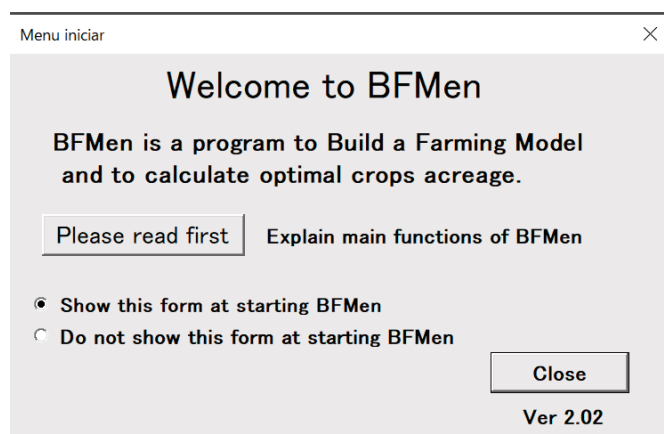 Menu iniciar
Welcome to BFMen
BFMen is a program to Build a Farming Model
and to calculate optimal crops acreage.
Please read first
Explain main functions of BFMen
Show this form at starting BFMen
Do not show this form at starting BFMen
Close
Ver 2.02